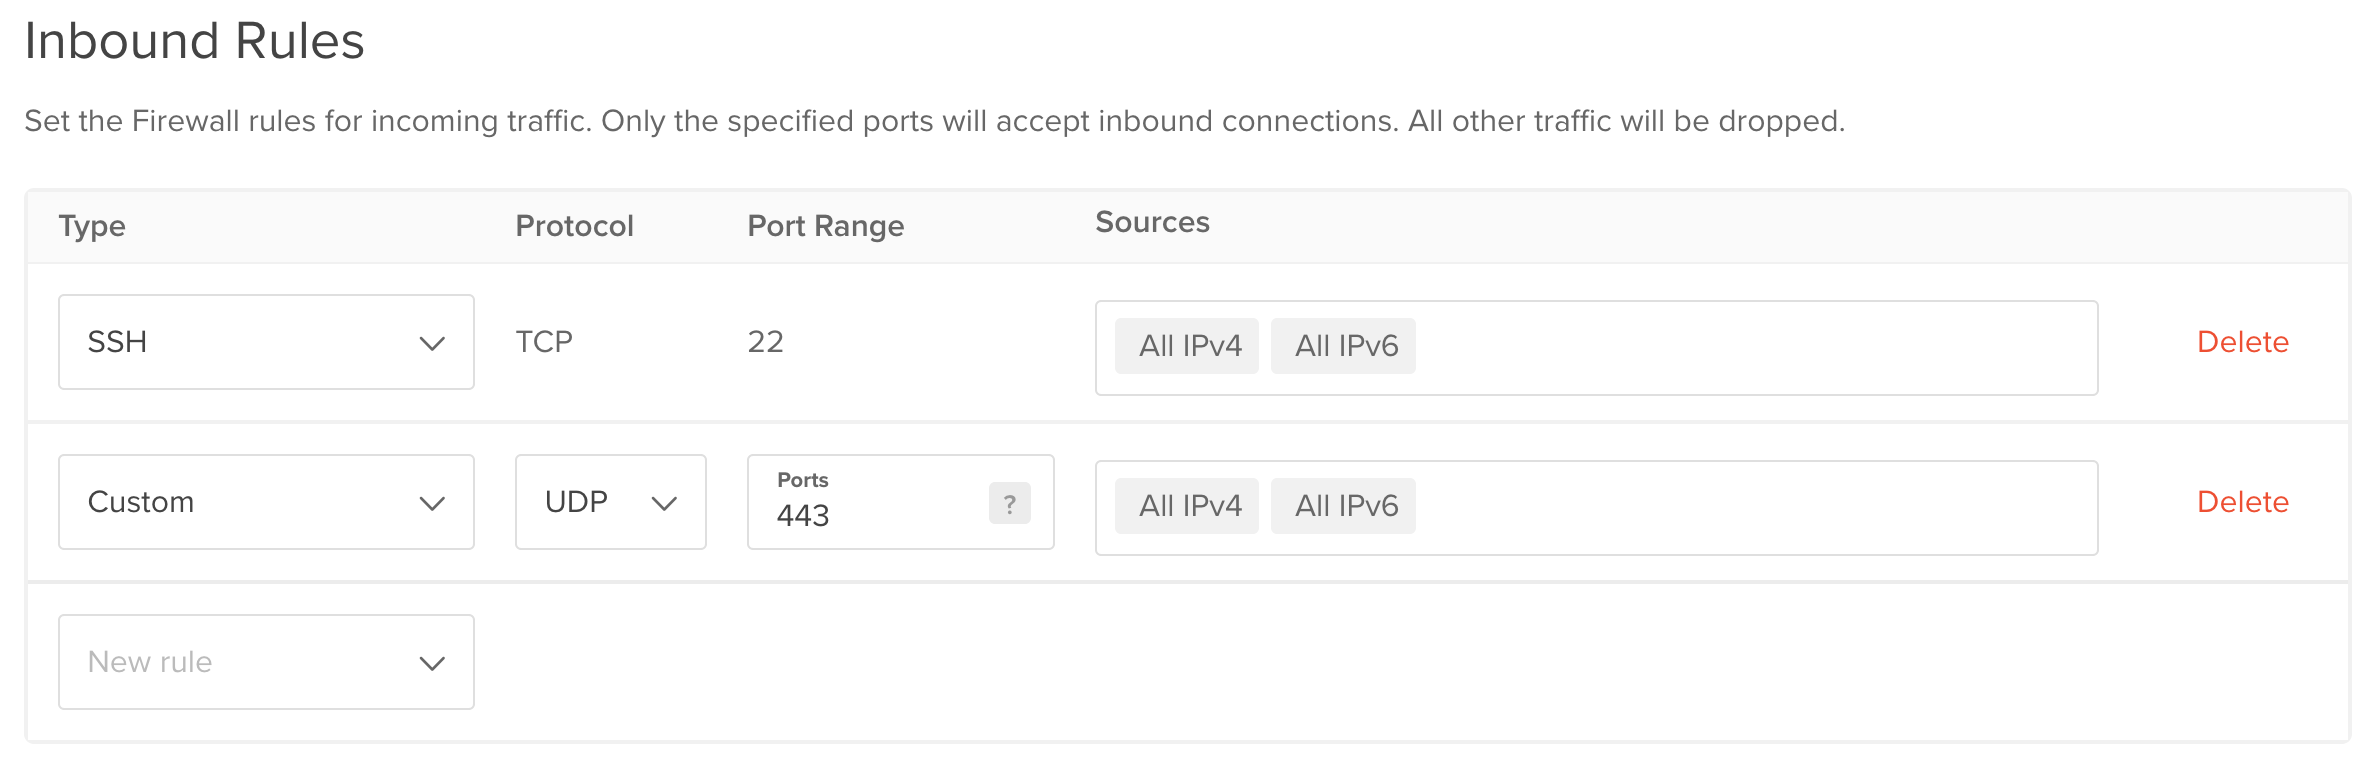 Inbound Rules
Set the Firewall rules for incoming traffic. Only the specified ports will accept inbound connections. All other traffic will be dropped.
Type Protocol Port Range Sources
SSH TCP 22 All IPv4 All IPv6 Delete
Custom UDP Ports 443 ? All IPv4 All IPv6 Delete
New rule